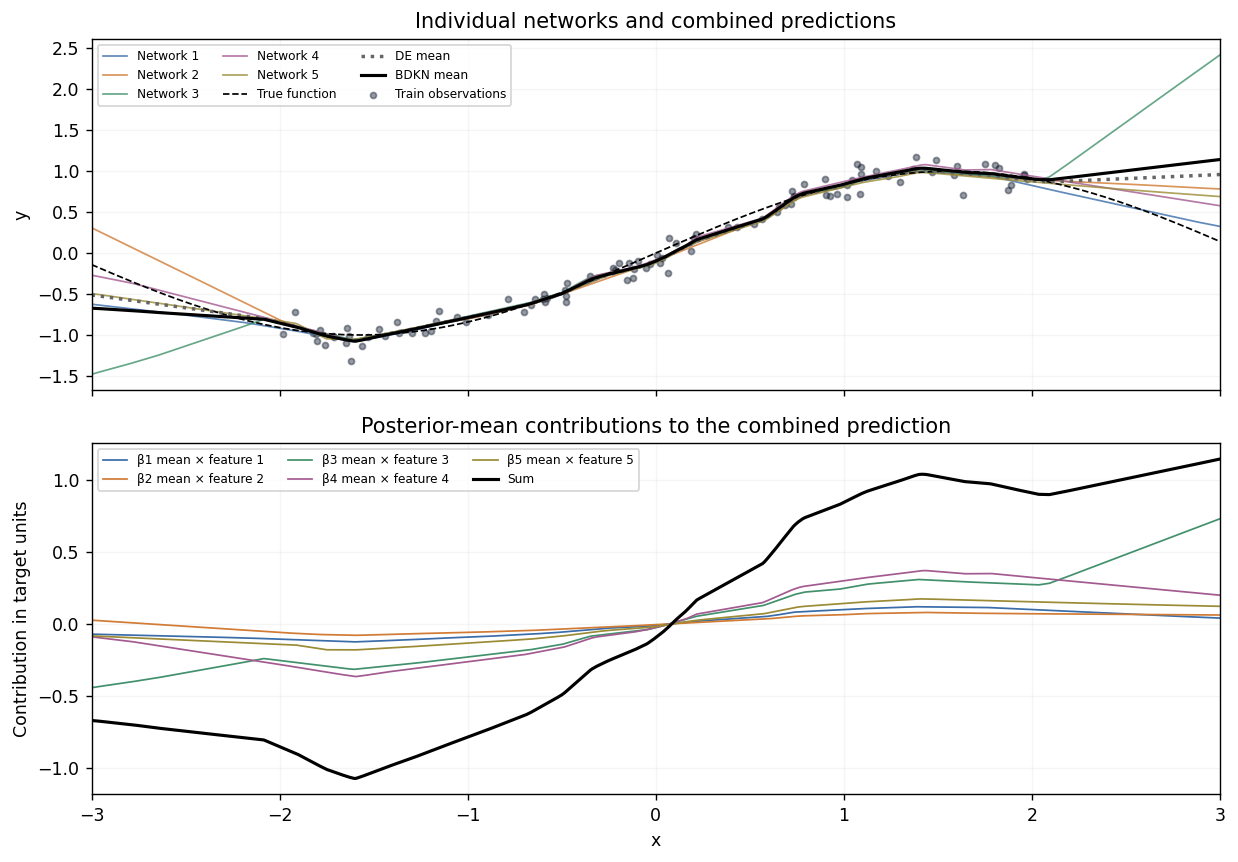 Individual networks and combined predictions
Network 1
Network 2
Network 3
Network 4
Network 5
True function
DE mean
BDKN mean
Train observations
2.5
2.0
1.5
1.0
0.5
0.0
−0.5
−1.0
−1.5
y
Posterior-mean contributions to the combined prediction
β1 mean × feature 1
β2 mean × feature 2
β3 mean × feature 3
β4 mean × feature 4
β5 mean × feature 5
Sum
1.0
0.5
0.0
−0.5
−1.0
Contribution in target units
−3
−2
−1
0
1
2
3
x